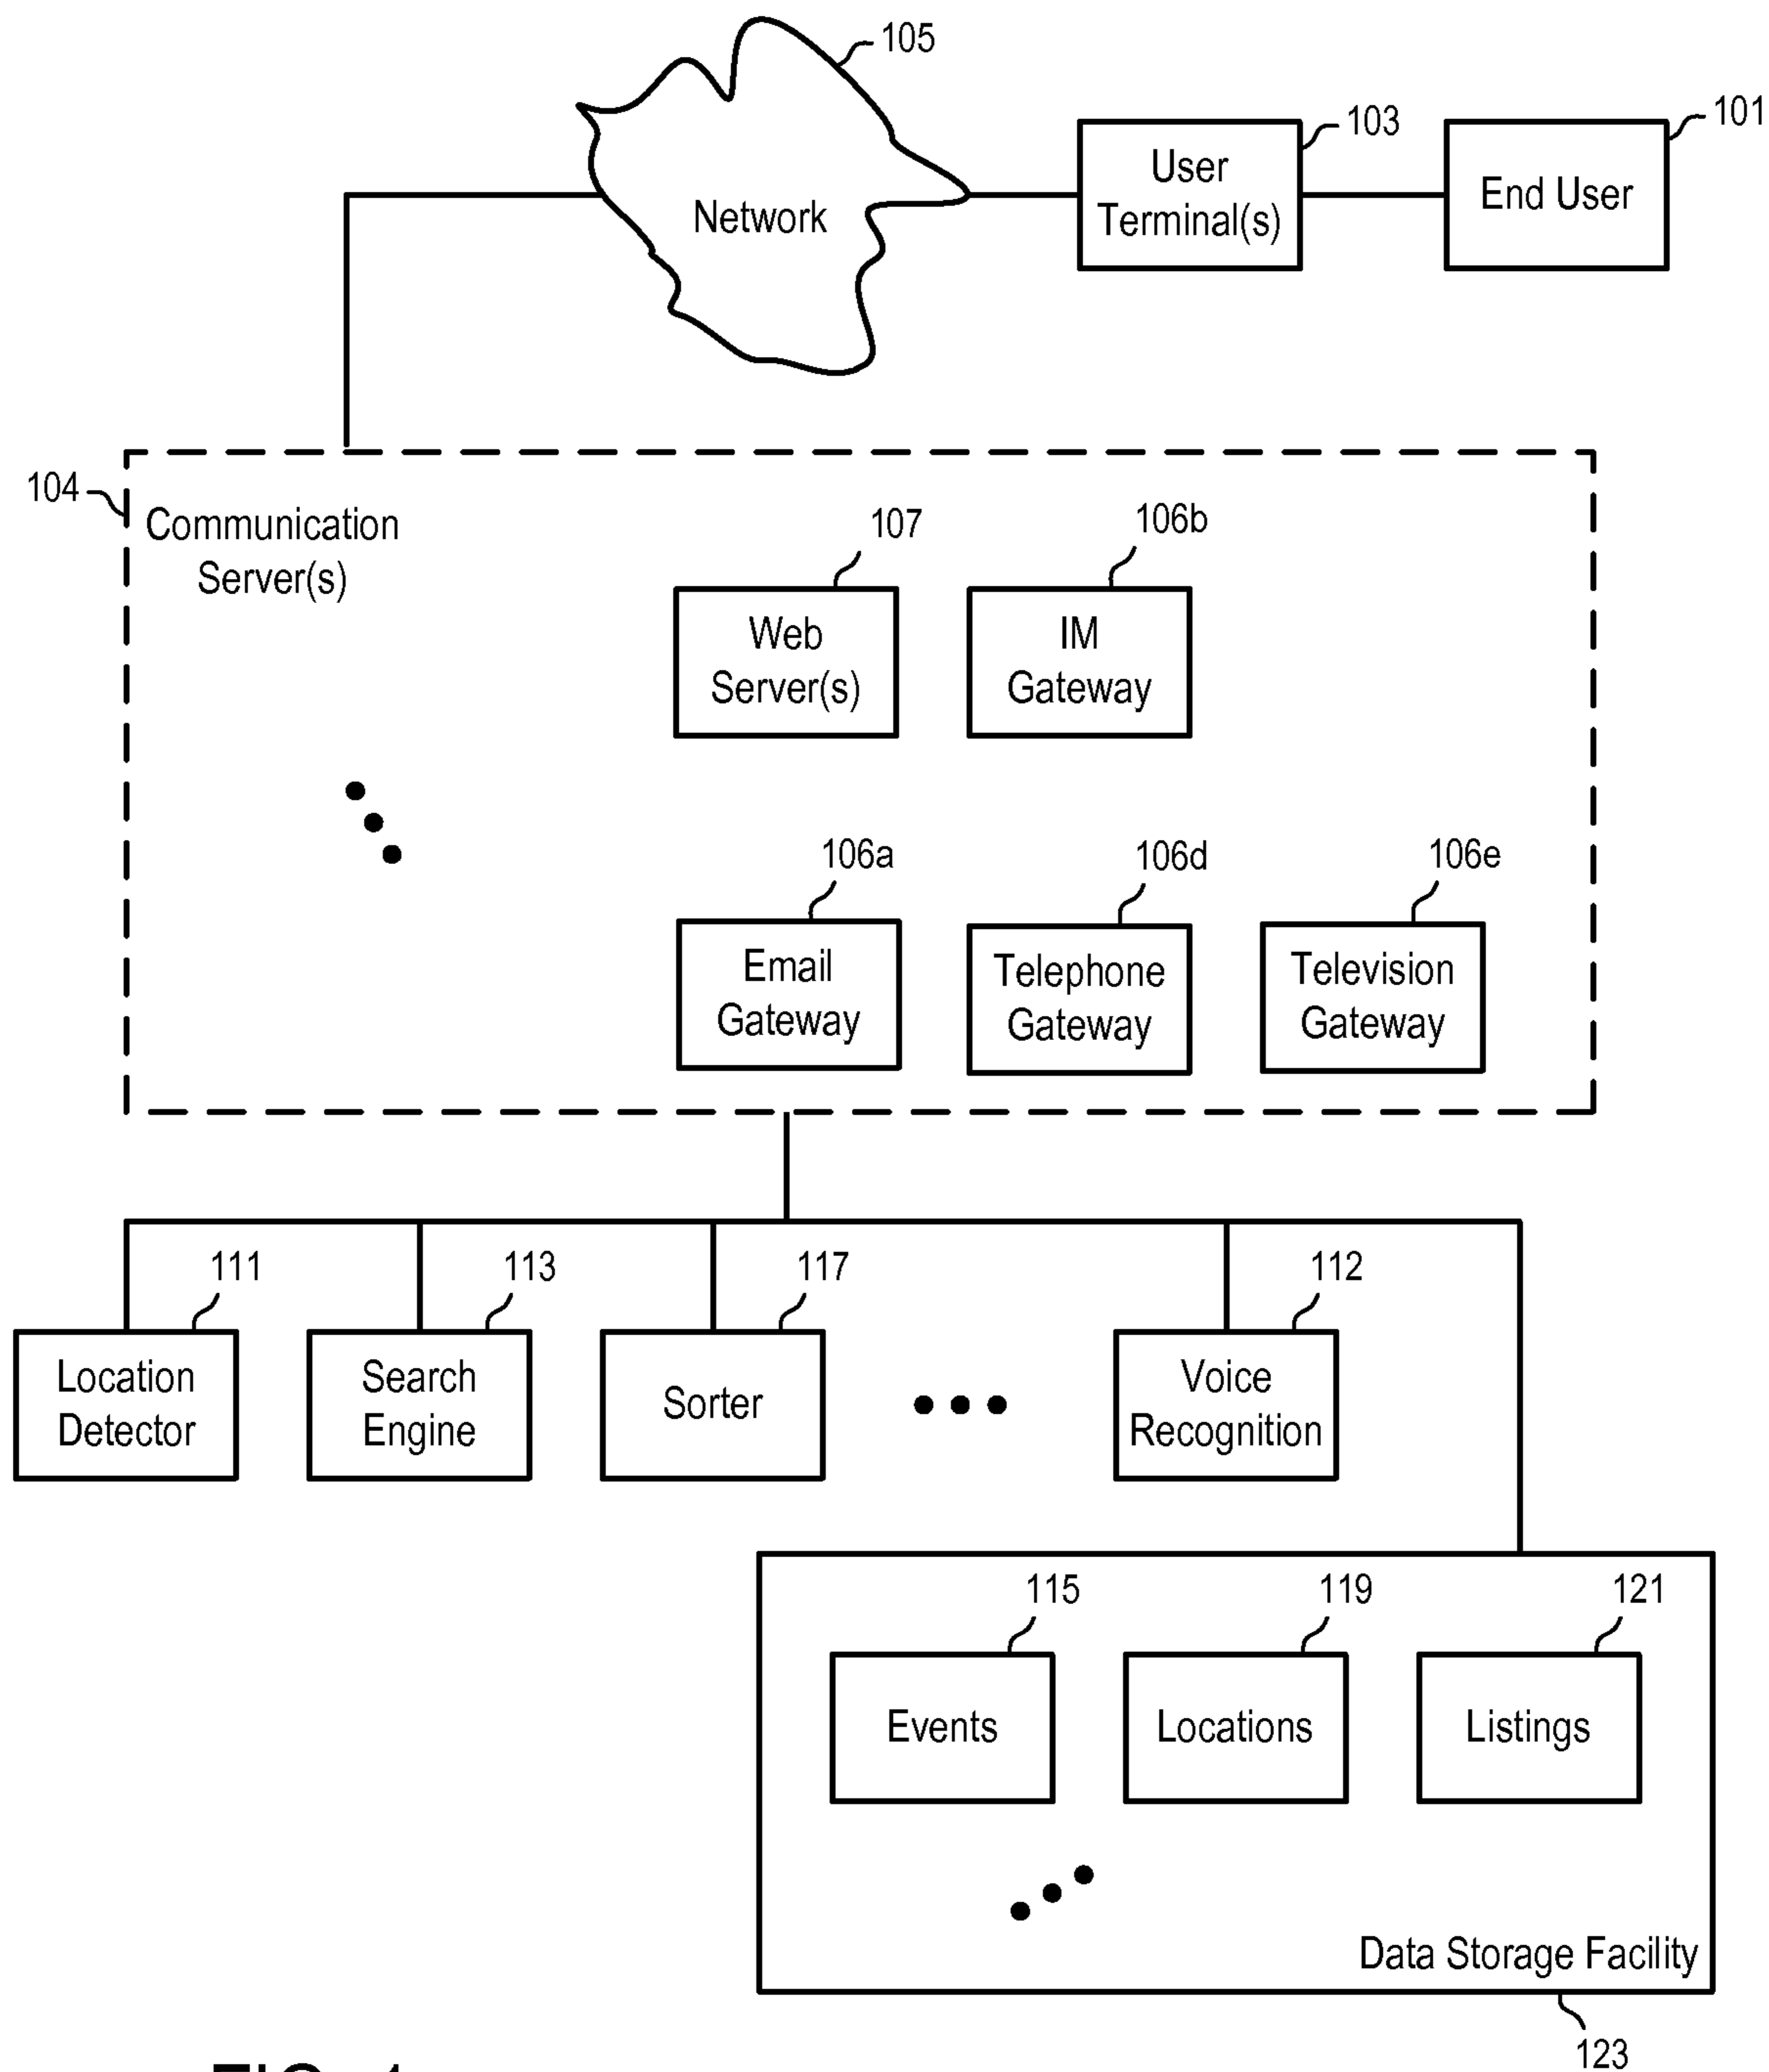 105
101
103
User
Terminal(s)
End User
Network
104
Communication
Server(s)
107
106b
Web
Server(s)
IM
Gateway
106a
106d
106e
Email
Gateway
Telephone
Gateway
Television
Gateway
111
113
117
112
Location
Detector
Search
Engine
Sorter
Voice
Recognition
115
119
121
Events
Locations
Listings
Data Storage Facility
123